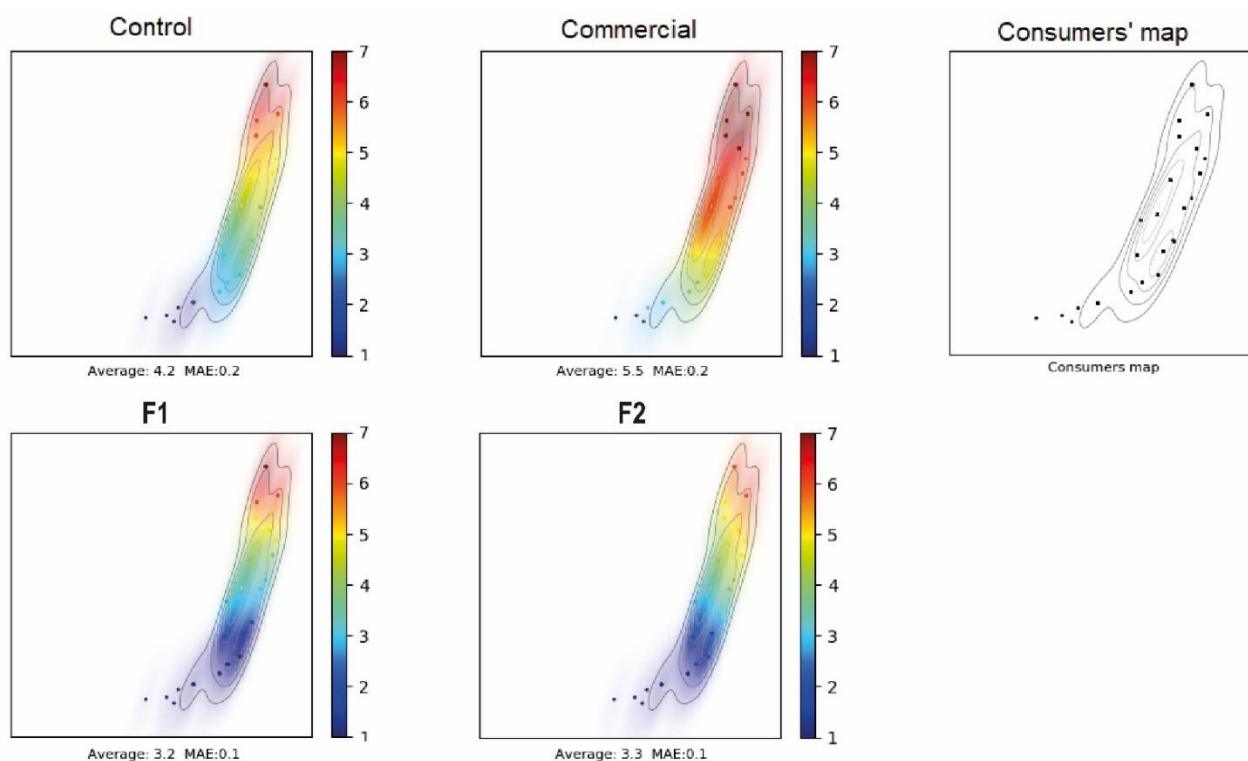 Control
7
6
5
4
3
2
1
Average: 4.2 MAE:0.2
Commercial
7
6
5
4
3
2
1
Average: 5.5 MAE:0.2
Consumers' map
Consumers map
F1
7
6
5
4
3
2
1
Average: 3.2 MAE:0.1
F2
7
6
5
4
3
2
1
Average: 3.3 MAE:0.1